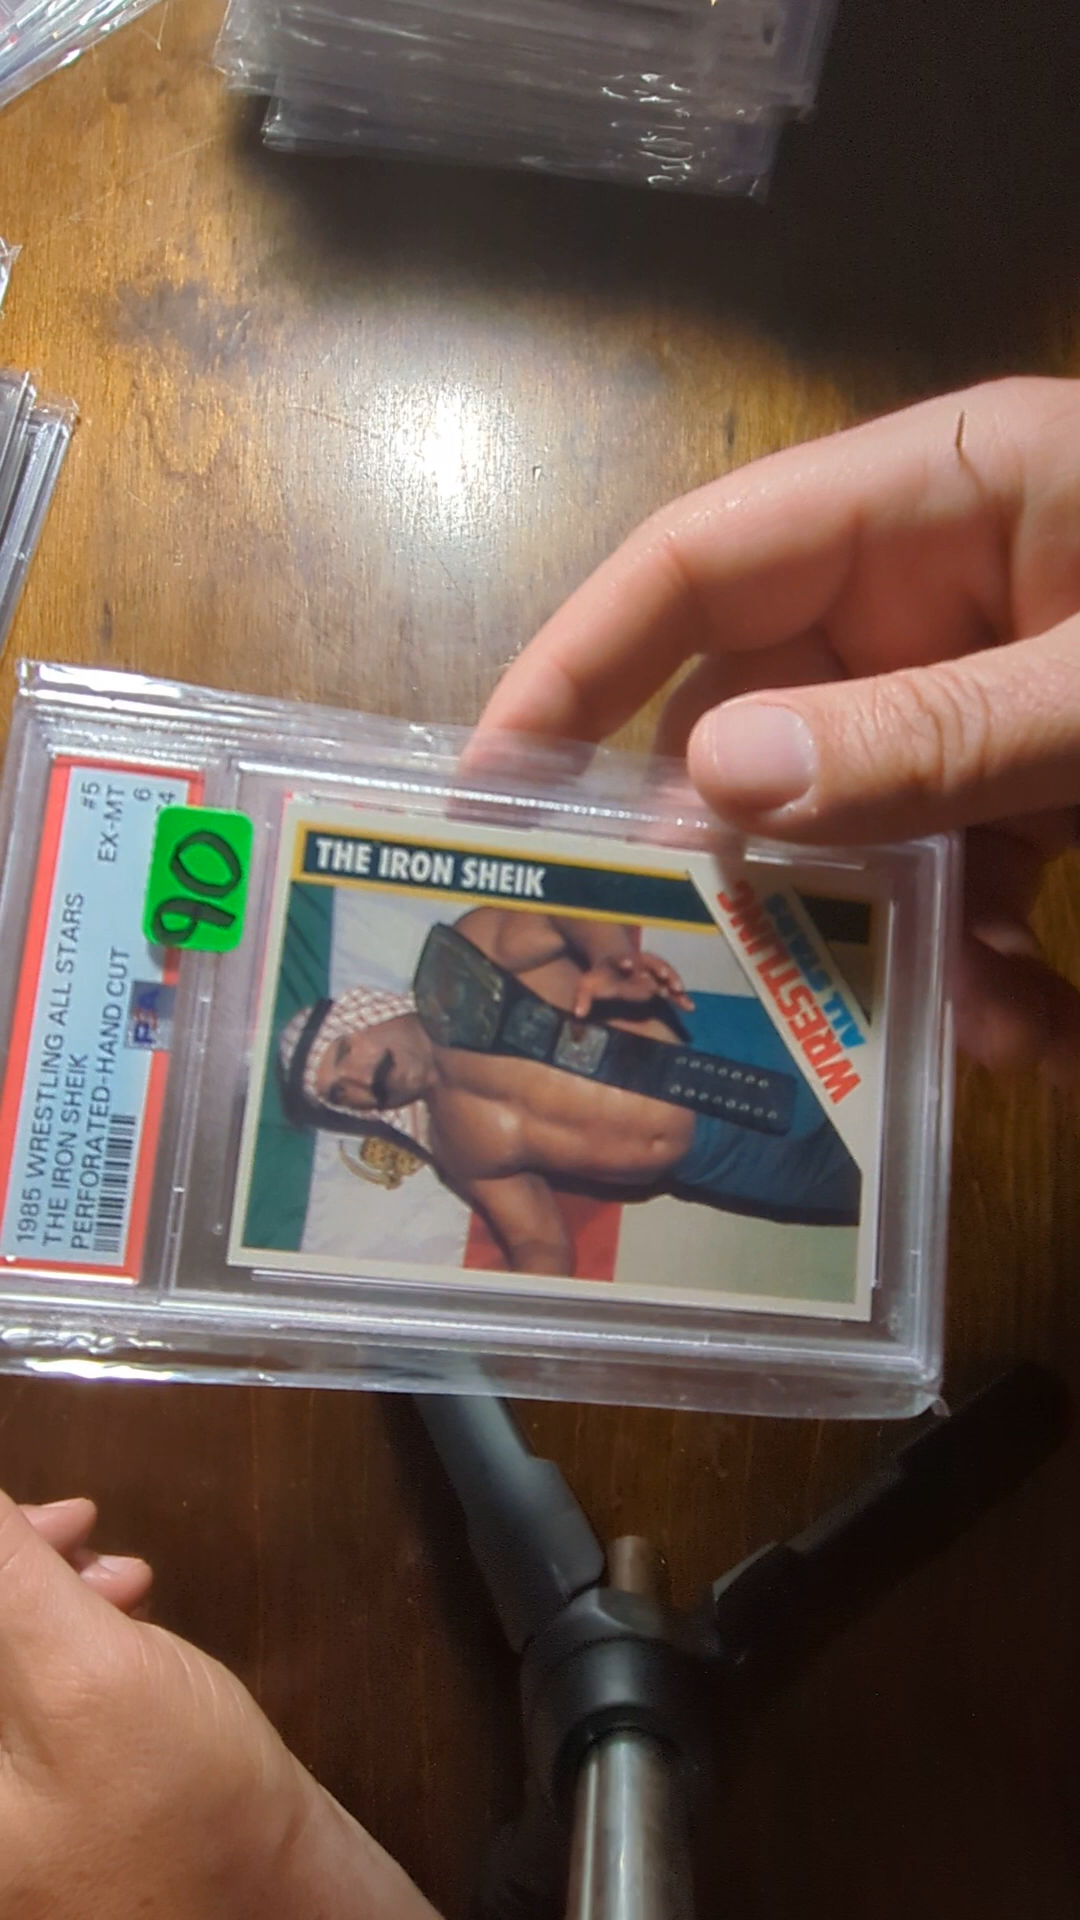 1985 WRESTLING ALL STARS #5
THE IRON SHEIK EX-MT
PERFORATED-HAND CUT 6
PSA
90
THE IRON SHEIK
WRESTLING
ALL STARS